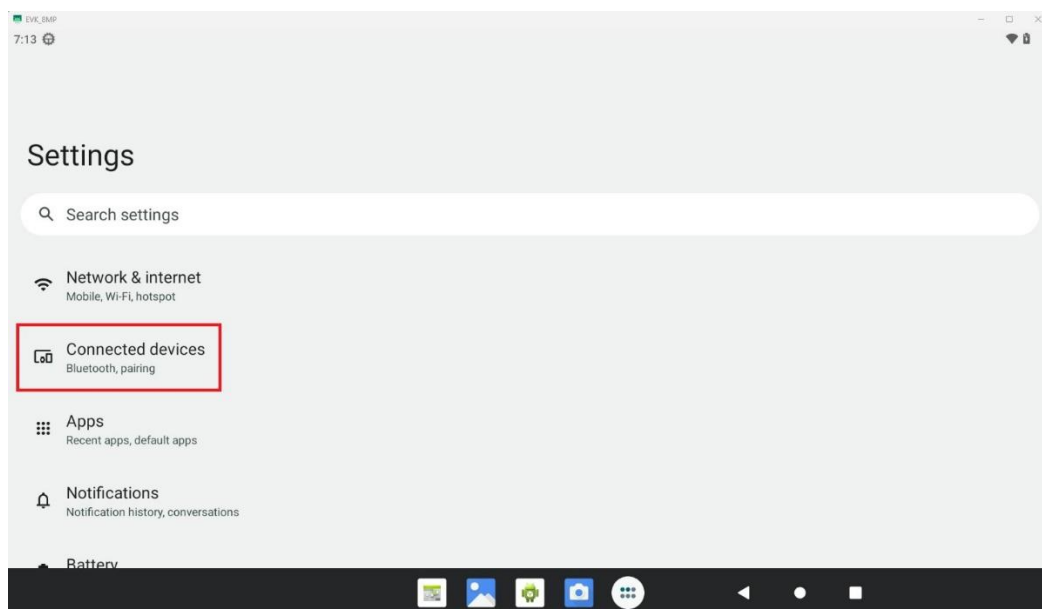 EVK_8MP
7:13
Settings
Search settings
Network & internet
Mobile, Wi-Fi, hotspot
Connected devices
Bluetooth, pairing
Apps
Recent apps, default apps
Notifications
Notification history, conversations
Battery